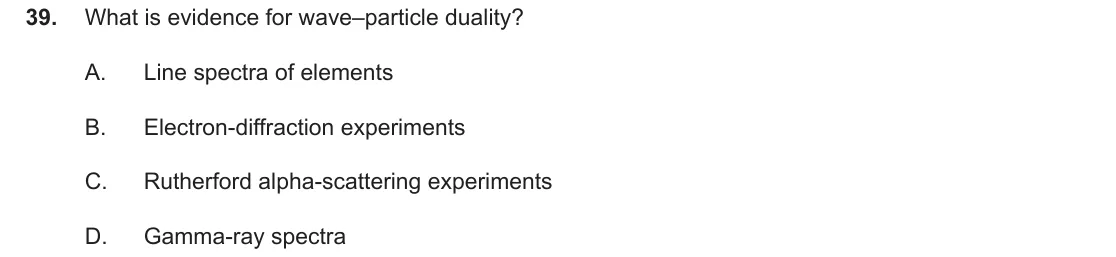 39. What is evidence for wave–particle duality?
A. Line spectra of elements
B. Electron-diffraction experiments
C. Rutherford alpha-scattering experiments
D. Gamma-ray spectra